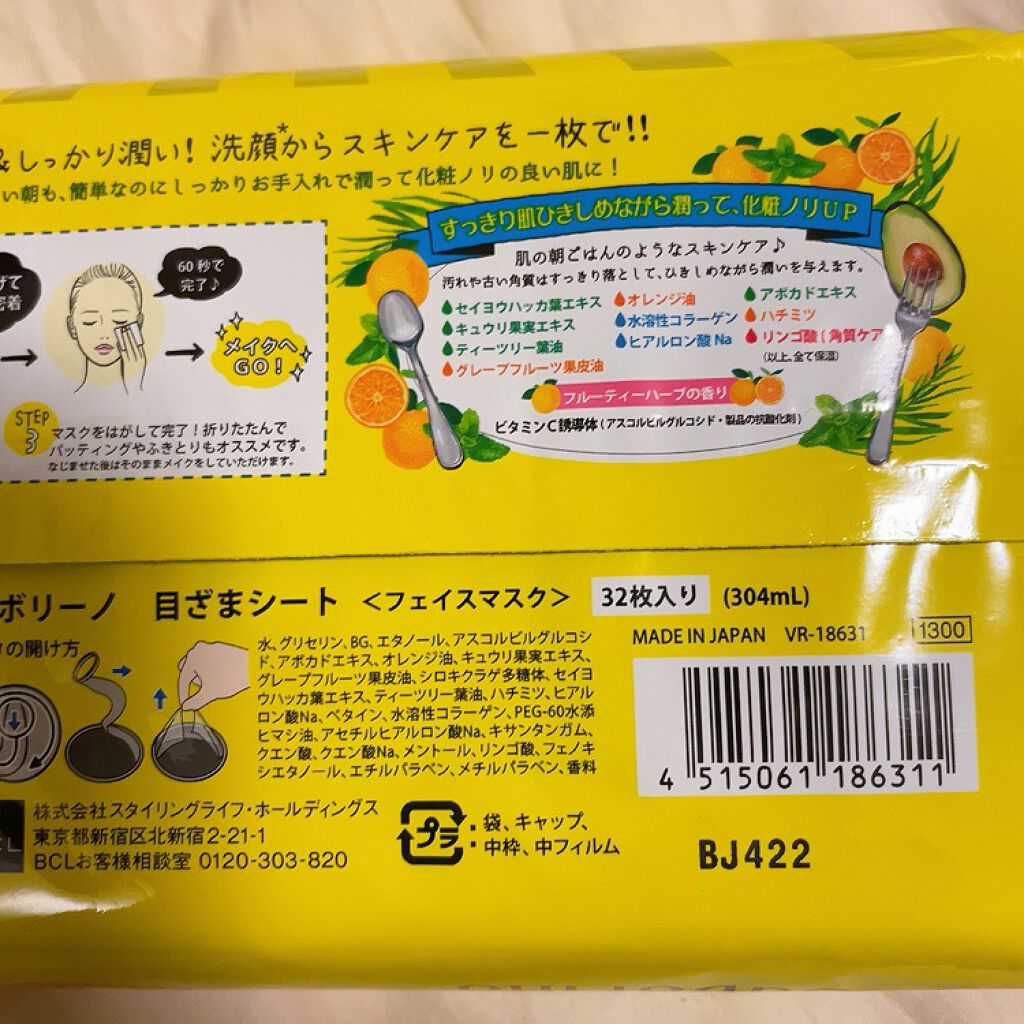 &しっかり潤い! 洗顔*からスキンケアを一枚で!!
い朝も、簡単なのにしっかりお手入れで潤って化粧ノリの良い肌に!
げて
密着
60秒で
完了♪
メイクへ
GO!
STEP
3
マスクをはがして完了!折りたたんで
パッティングやふきとりもオススメです。
なじませた後はそのままメイクをしていただけます。
すっきり肌ひきしめながら潤って、化粧ノリUP
肌の朝ごはんのようなスキンケア♪
汚れや古い角質はすっきり落として、ひきしめながら潤いを与えます。
セイヨウハッカ葉エキス
キュウリ果実エキス
ティーツリー葉油
グレープフルーツ果皮油
オレンジ油
水溶性コラーゲン
ヒアルロン酸Na
アボカドエキス
ハチミツ
リンゴ酸(角質ケア
(以上、全て保湿)
フルーティーハーブの香り
ビタミンC誘導体(アスコルビルグルコシド・製品の抗酸化剤)
ボリーノ 目ざまシート <フェイスマスク> 32枚入り (304mL)
の開け方
水、グリセリン、BG、エタノール、アスコルビルグルコシ
ド、アボカドエキス、オレンジ油、キュウリ果実エキス、
グレープフルーツ果皮油、シロキクラゲ多糖体、セイヨ
ウハッカ葉エキス、ティーツリー葉油、ハチミツ、ヒアル
ロン酸Na、ベタイン、水溶性コラーゲン、PEG-60水添
ヒマシ油、アセチルヒアルロン酸Na、キサンタンガム、
クエン酸、クエン酸Na、メントール、リンゴ酸、フェノキ
シエタノール、エチルパラベン、メチルパラベン、香料
MADE IN JAPAN VR-18631 1300
4 515061 186311
株式会社スタイリングライフ・ホールディングス
東京都新宿区北新宿2-21-1
BCLお客様相談室 0120-303-820
プラ
:袋、キャップ、
:中枠、中フィルム
BJ422